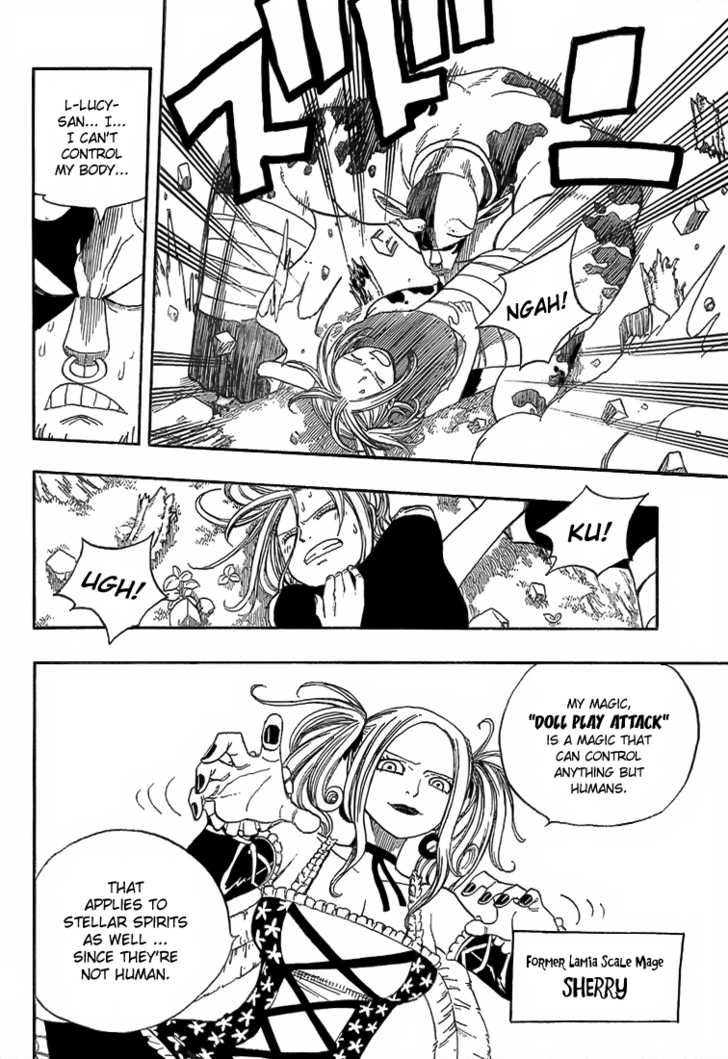 ズド
NGAH!
L-LUCY-
SAN... I...
I CAN'T
CONTROL
MY BODY...
KU!
UGH!
MY MAGIC,
"DOLL PLAY ATTACK"
IS A MAGIC THAT
CAN CONTROL
ANYTHING BUT
HUMANS.
THAT
APPLIES TO
STELLAR SPIRITS
AS WELL ...
SINCE THEY'RE
NOT HUMAN.
FORMER LAMIA SCALE MAGE
SHERRY